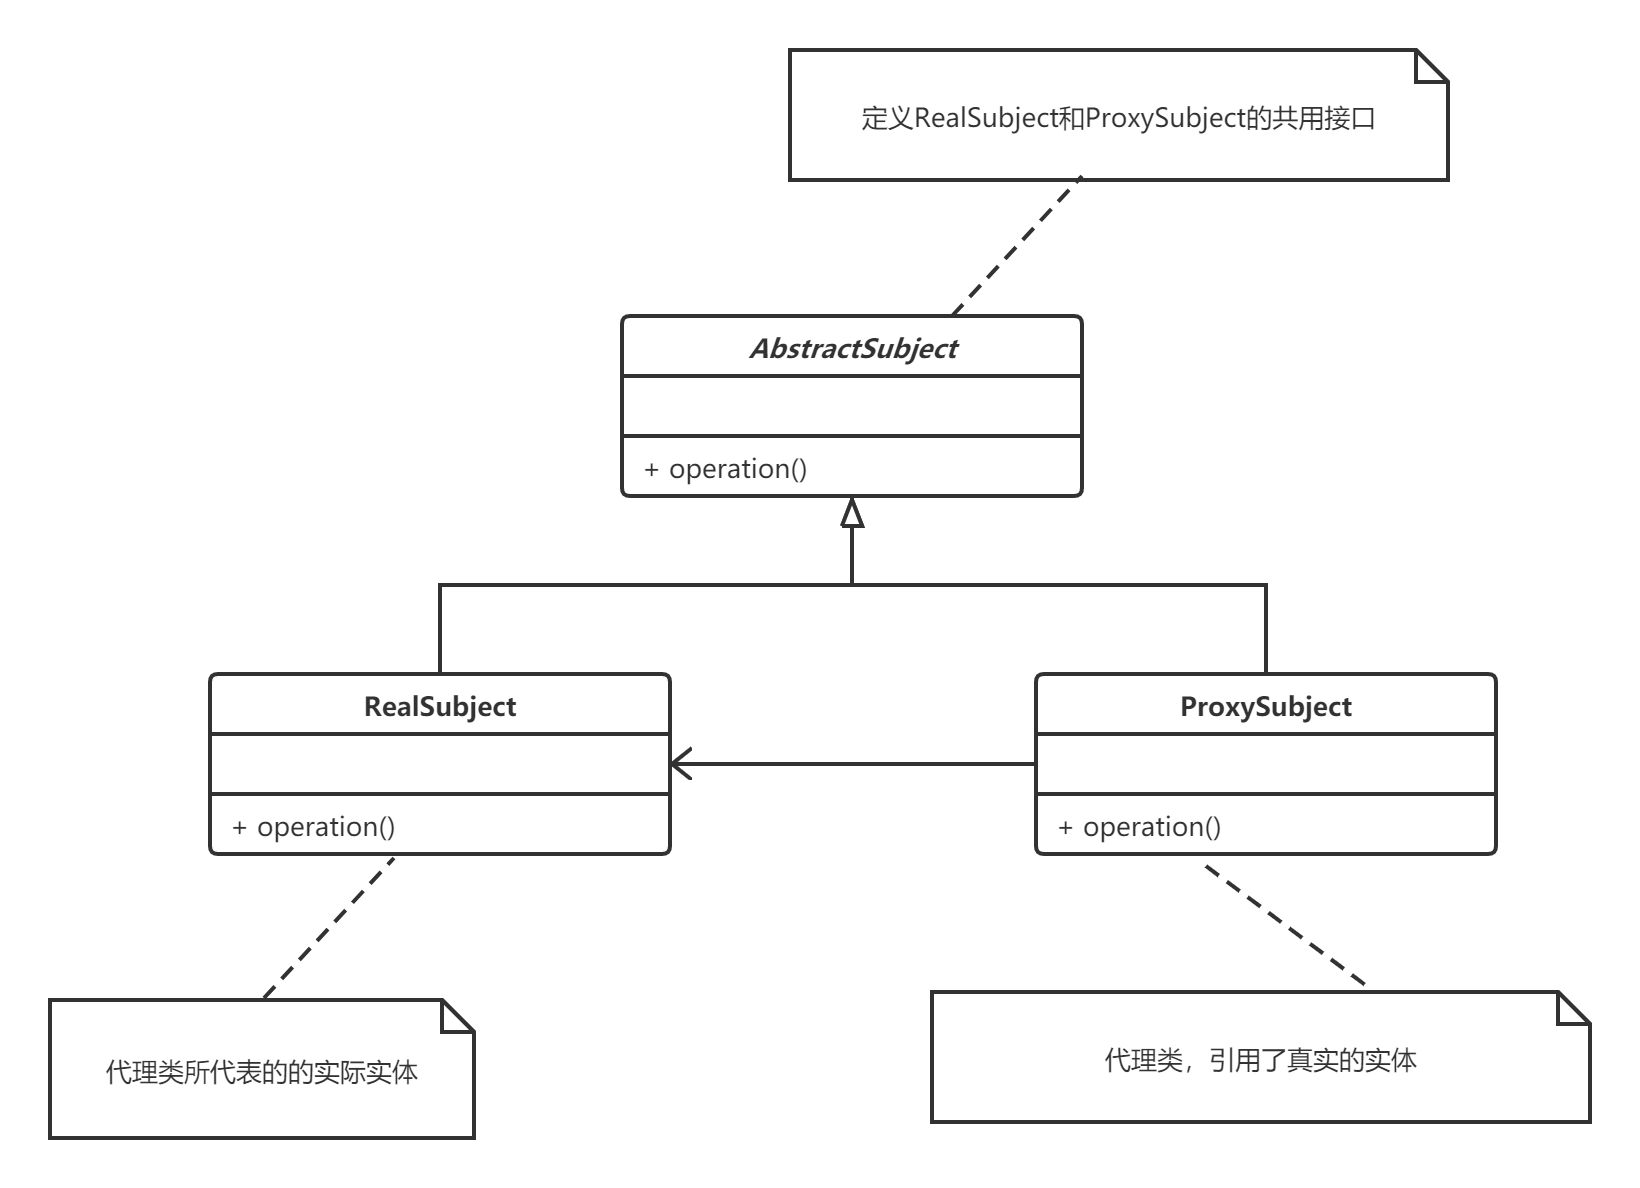 定义RealSubject和ProxySubject的共用接口
AbstractSubject
+ operation()
RealSubject
+ operation()
ProxySubject
+ operation()
代理类所代表的的实际实体
代理类，引用了真实的实体